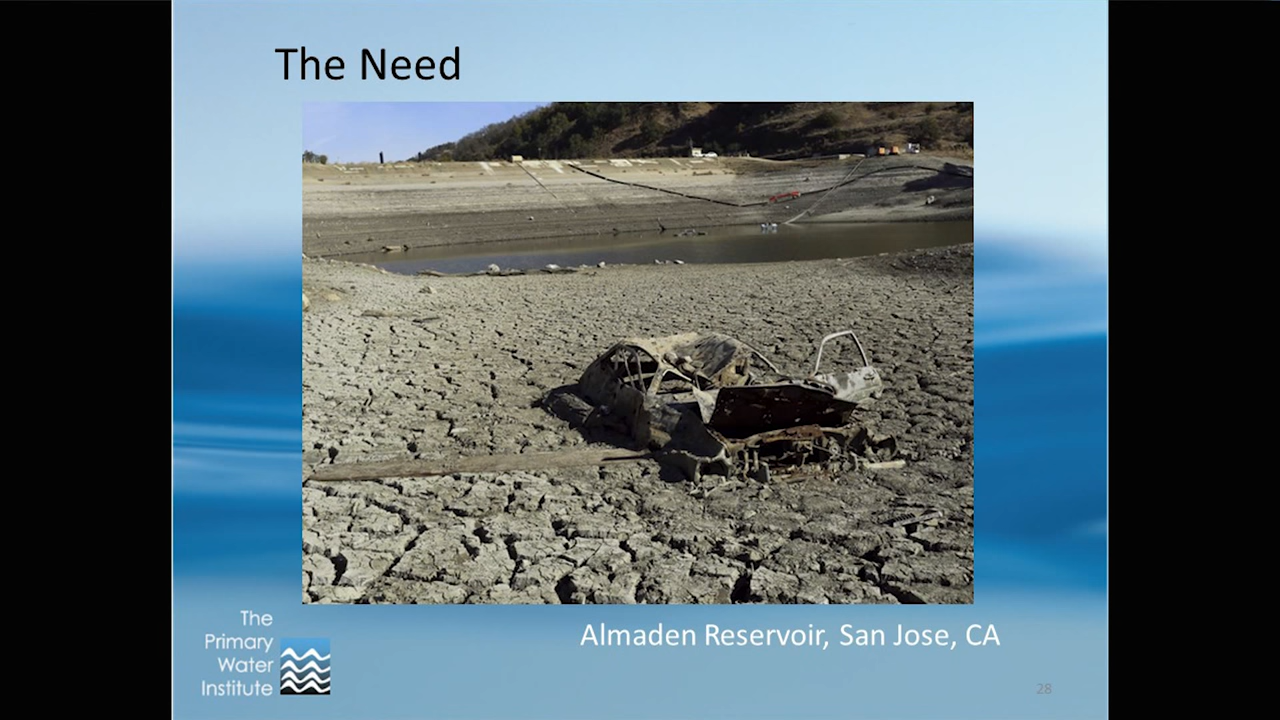 The Need
Almaden Reservoir, San Jose, CA
The
Primary
Water
Institute
28